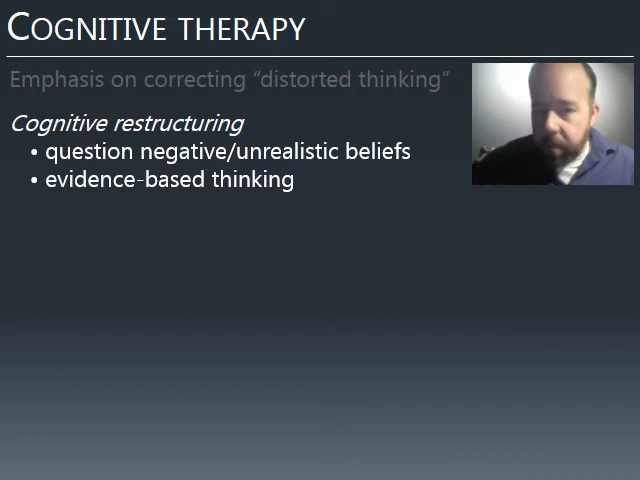 COGNITIVE THERAPY
Emphasis on correcting “distorted thinking”
Cognitive restructuring
• question negative/unrealistic beliefs
• evidence-based thinking